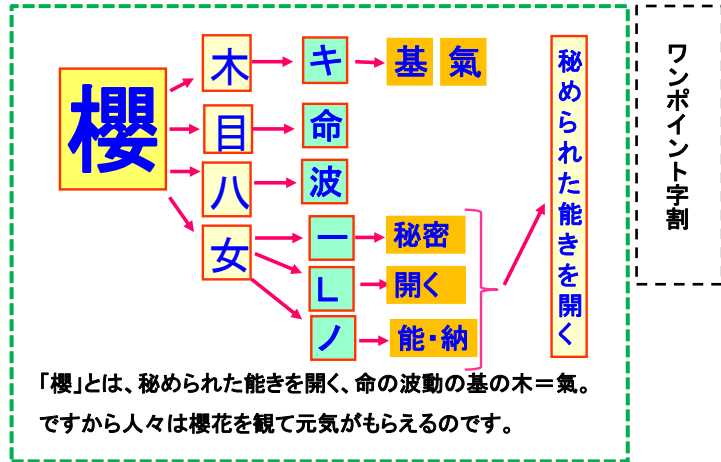 櫻
木
キ
基
氣
目
命
八
波
女
一
秘密
L
開く
ノ
能・納
秘められた能きを開く
ワンポイント字割
「櫻」とは、秘められた能きを開く、命の波動の基の木＝氣。
ですから人々は櫻花を観て元気がもらえるのです。